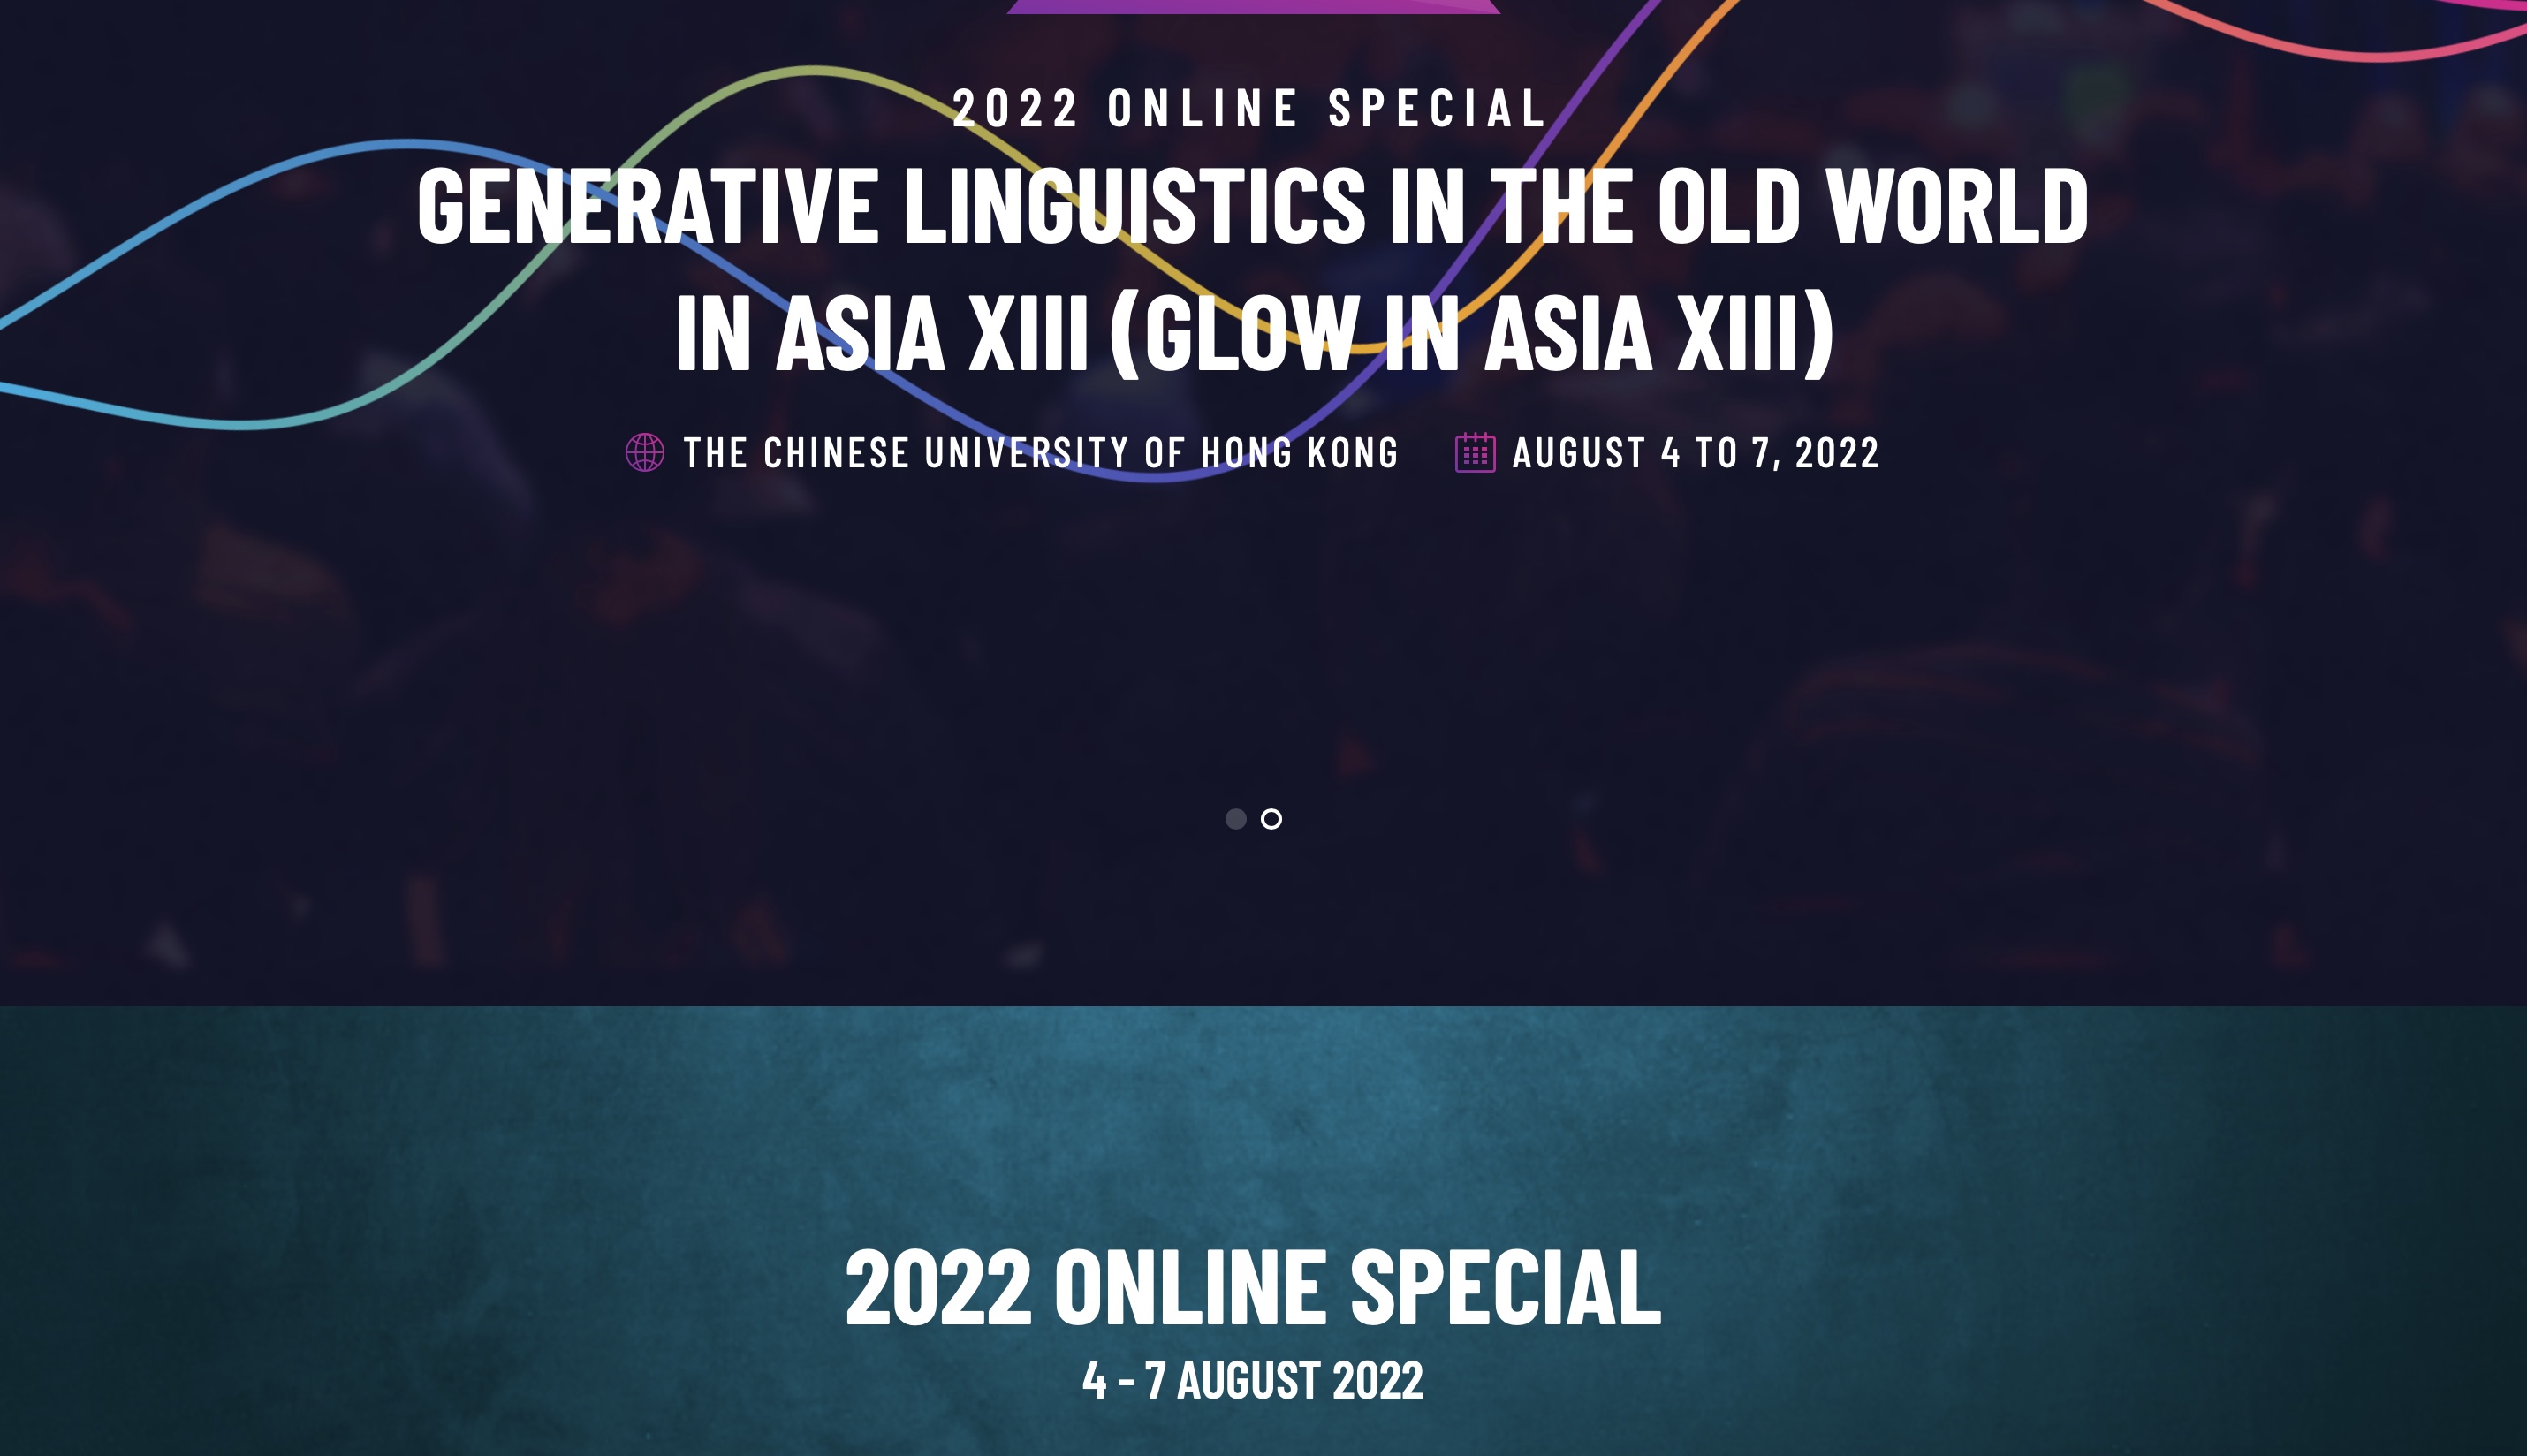 2022 ONLINE SPECIAL
GENERATIVE LINGUISTICS IN THE OLD WORLD
IN ASIA XIII (GLOW IN ASIA XIII)
THE CHINESE UNIVERSITY OF HONG KONG AUGUST 4 TO 7, 2022
2022 ONLINE SPECIAL
4 - 7 AUGUST 2022